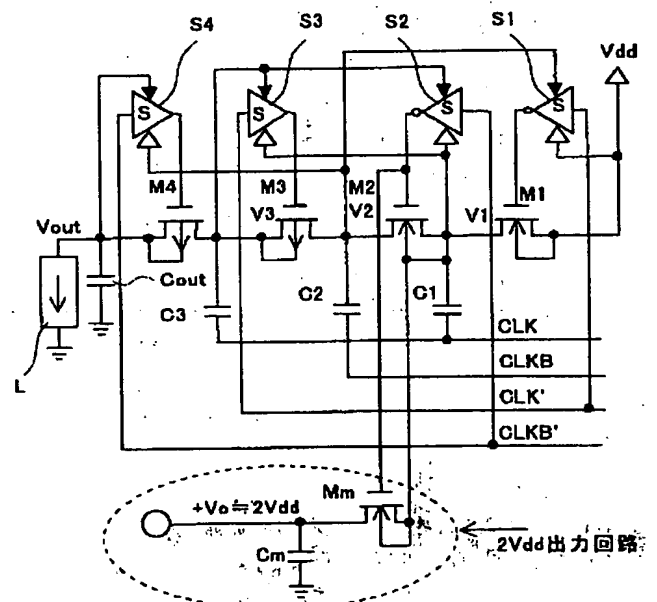 S4
S3
S2
S1
Vdd
S
S
S
S
M4
M3
M2
M1
Vout
V3
V2
V1
Cout
C3
C2
C1
CLK
CLKB
CLK'
CLKB'
L
Mm
+Vo≒2Vdd
Cm
2Vdd出力回路